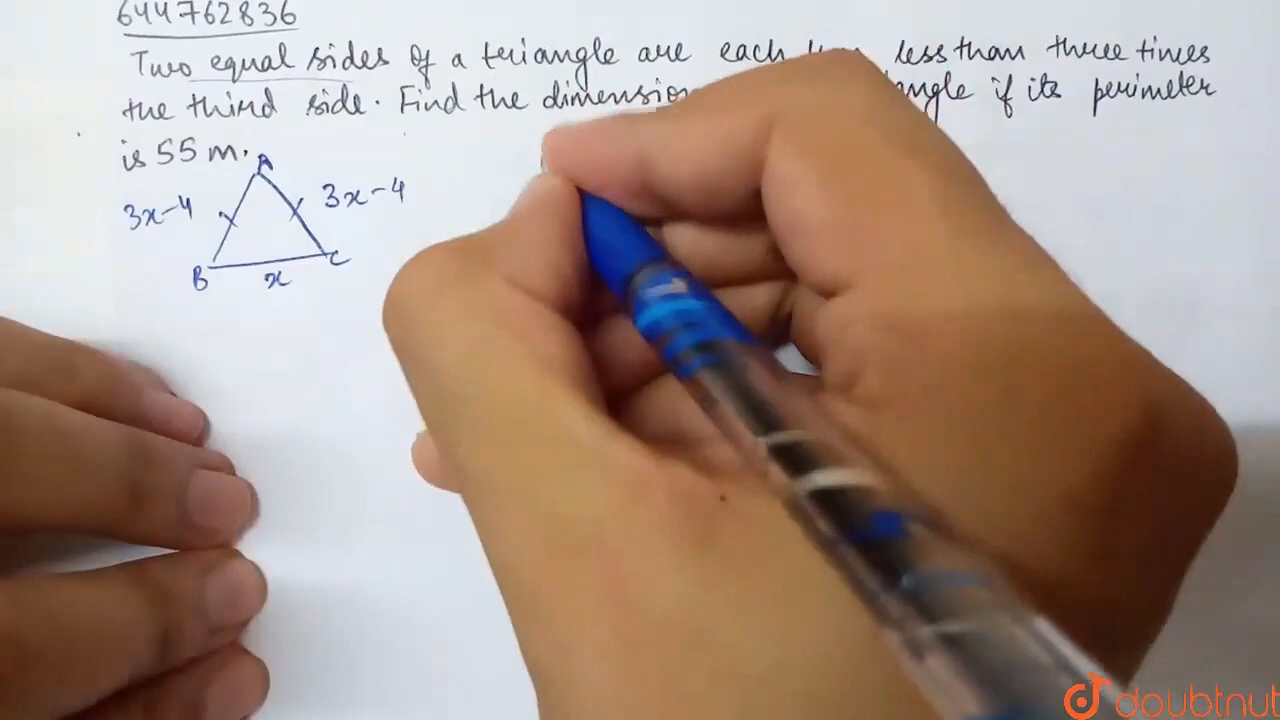 644762836
Two equal sides of a triangle are each less than three times
the third side. Find the dimension if its perimeter
is 55 m.
A
3x-4
3x-4
B
x
C
doubtnut